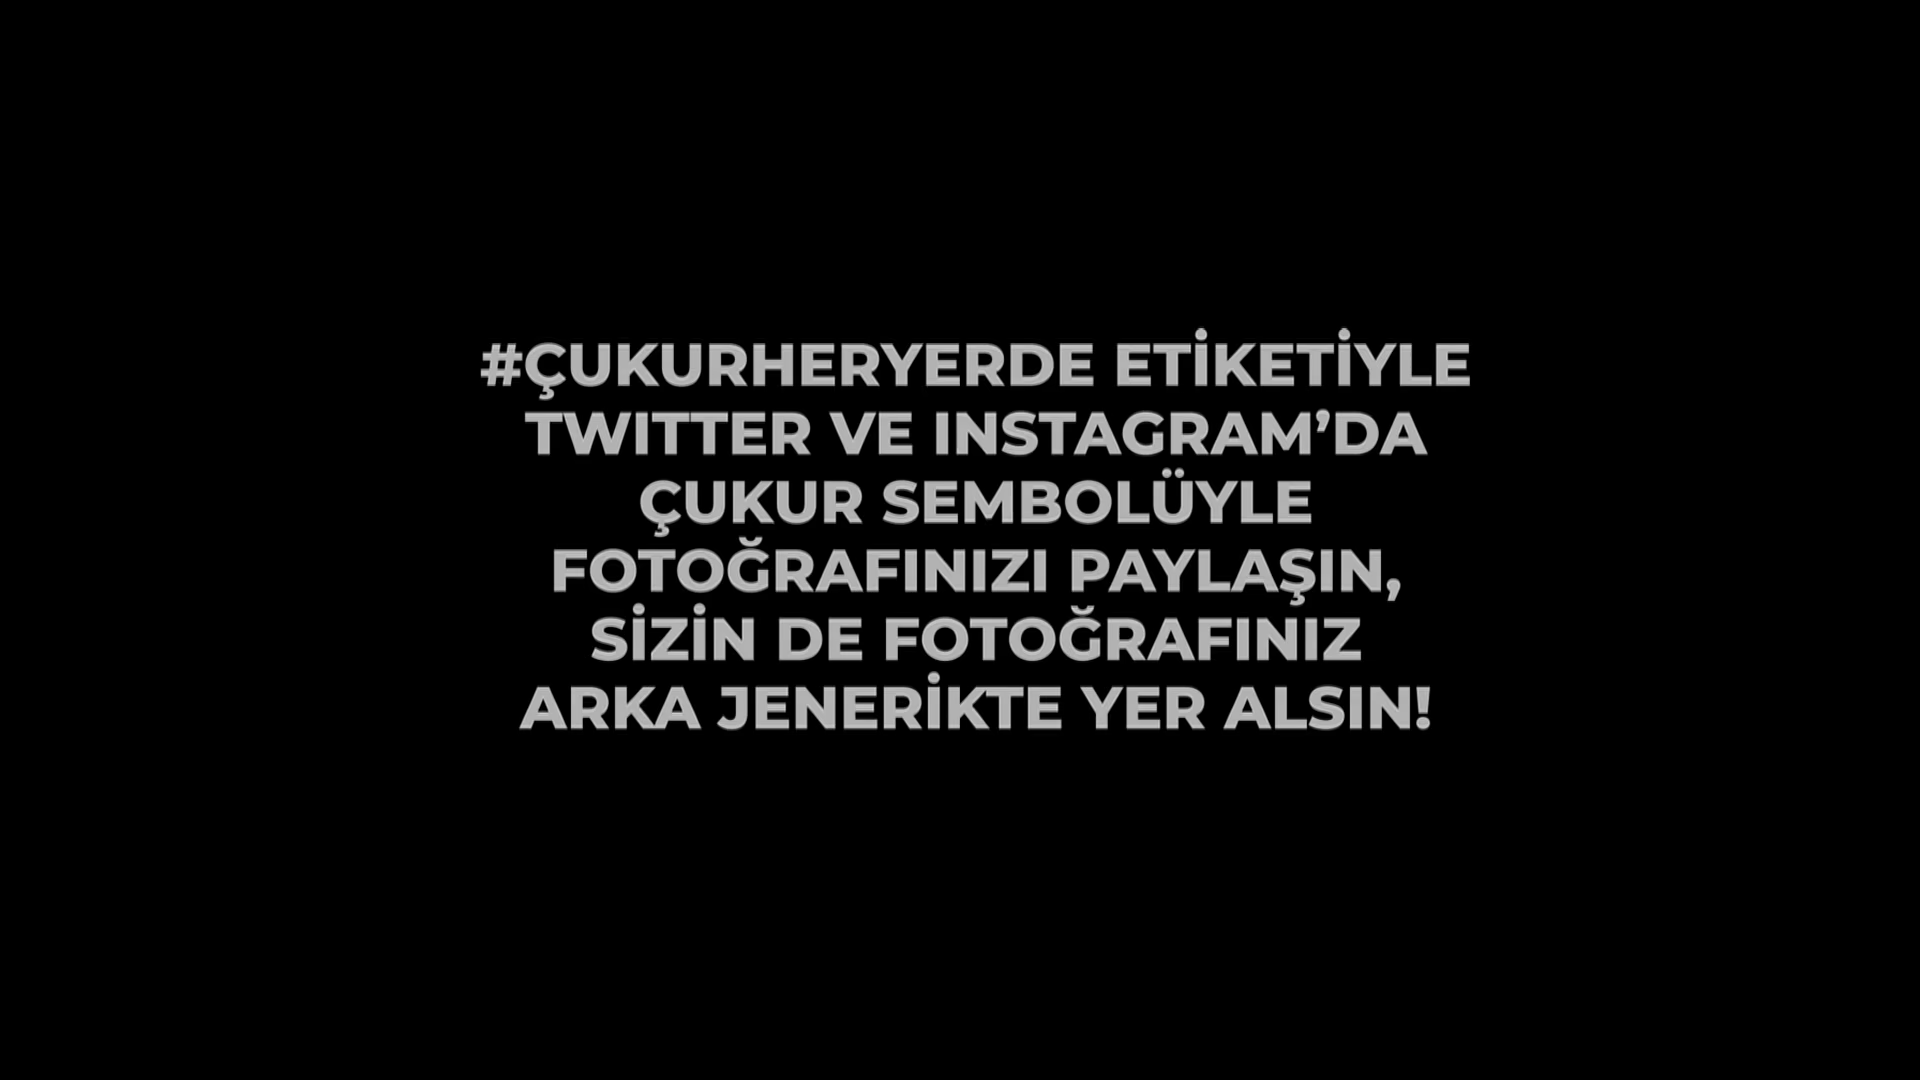 #ÇUKURHERYERDE ETİKETİYLE
TWITTER VE INSTAGRAM’DA
ÇUKUR SEMBOLÜYLE
FOTOĞRAFINIZI PAYLAŞIN,
SİZİN DE FOTOĞRAFINIZ
ARKA JENERİKTE YER ALSIN!